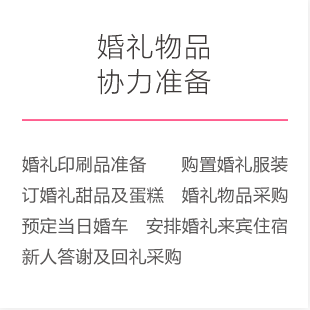 婚礼物品
协力准备
婚礼印刷品准备 购置婚礼服装
订婚礼甜品及蛋糕 婚礼物品采购
预定当日婚车 安排婚礼来宾住宿
新人答谢及回礼采购